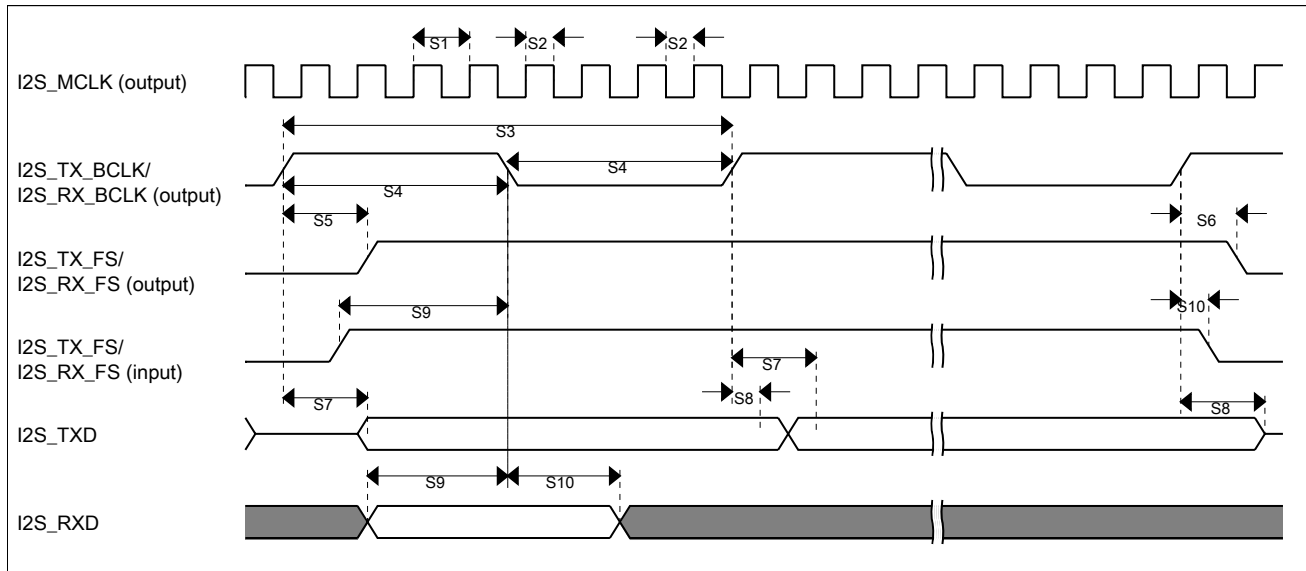 S1
S2
S2
I2S_MCLK (output)
S3
I2S_TX_BCLK/
I2S_RX_BCLK (output)
S4
S4
S5
S6
I2S_TX_FS/
I2S_RX_FS (output)
S9
S10
I2S_TX_FS/
I2S_RX_FS (input)
S7
S7
S8
S8
I2S_TXD
S9
S10
I2S_RXD